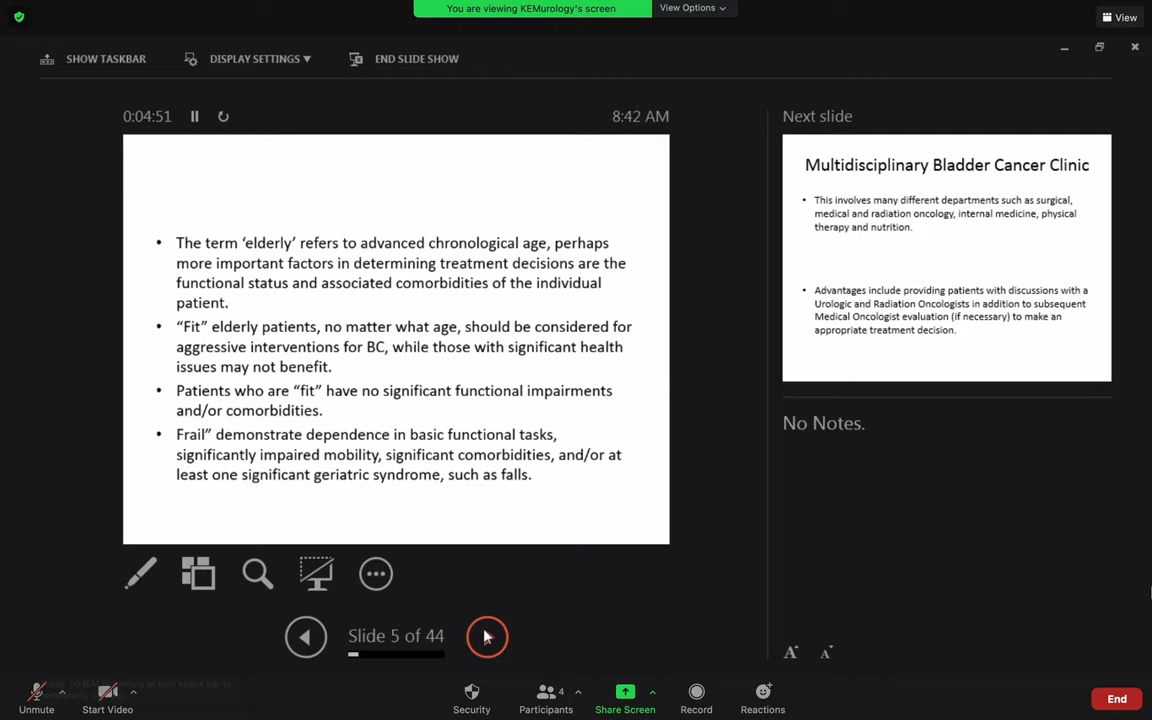 You are viewing KEMurology's screen
View Options
View
SHOW TASKBAR
DISPLAY SETTINGS
END SLIDE SHOW
0:04:51
8:42 AM
Next slide
• The term ‘elderly’ refers to advanced chronological age, perhaps
more important factors in determining treatment decisions are the
functional status and associated comorbidities of the individual
patient.
• “Fit” elderly patients, no matter what age, should be considered for
aggressive interventions for BC, while those with significant health
issues may not benefit.
• Patients who are “fit” have no significant functional impairments
and/or comorbidities.
• Frail” demonstrate dependence in basic functional tasks,
significantly impaired mobility, significant comorbidities, and/or at
least one significant geriatric syndrome, such as falls.
Multidisciplinary Bladder Cancer Clinic
• This involves many different departments such as surgical,
medical and radiation oncology, internal medicine, physical
therapy and nutrition.
• Advantages include providing patients with discussions with a
Urologic and Radiation Oncologists in addition to subsequent
Medical Oncologist evaluation (if necessary) to make an
appropriate treatment decision.
No Notes.
Slide 5 of 44
A A
Unmute
Start Video
Security
Participants
4
Share Screen
Record
Reactions
End